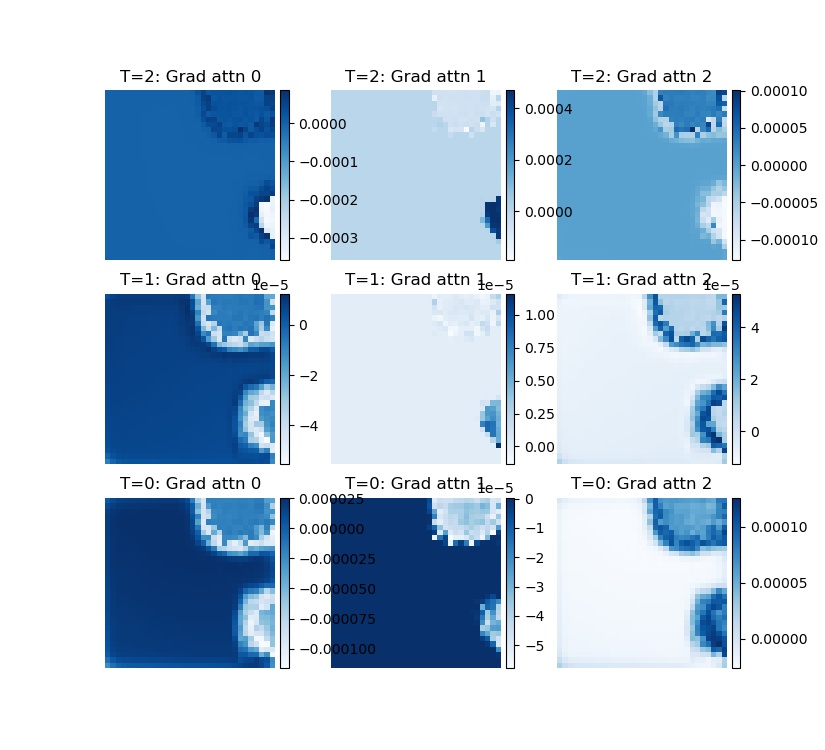 T=2: Grad attn 0
0.0000
−0.0001
−0.0002
−0.0003
T=2: Grad attn 1
0.0004
0.0002
0.0000
T=2: Grad attn 2
0.00010
0.00005
0.00000
−0.00005
−0.00010
T=1: Grad attn 0
1e−5
0
−2
−4
T=1: Grad attn 1
1e−5
1.00
0.75
0.50
0.25
0.00
T=1: Grad attn 2
1e−5
4
2
0
T=0: Grad attn 0
0.000025
0.000000
−0.000025
−0.000050
−0.000075
−0.000100
T=0: Grad attn 1
1e−5
0
−1
−2
−3
−4
−5
T=0: Grad attn 2
0.00010
0.00005
0.00000